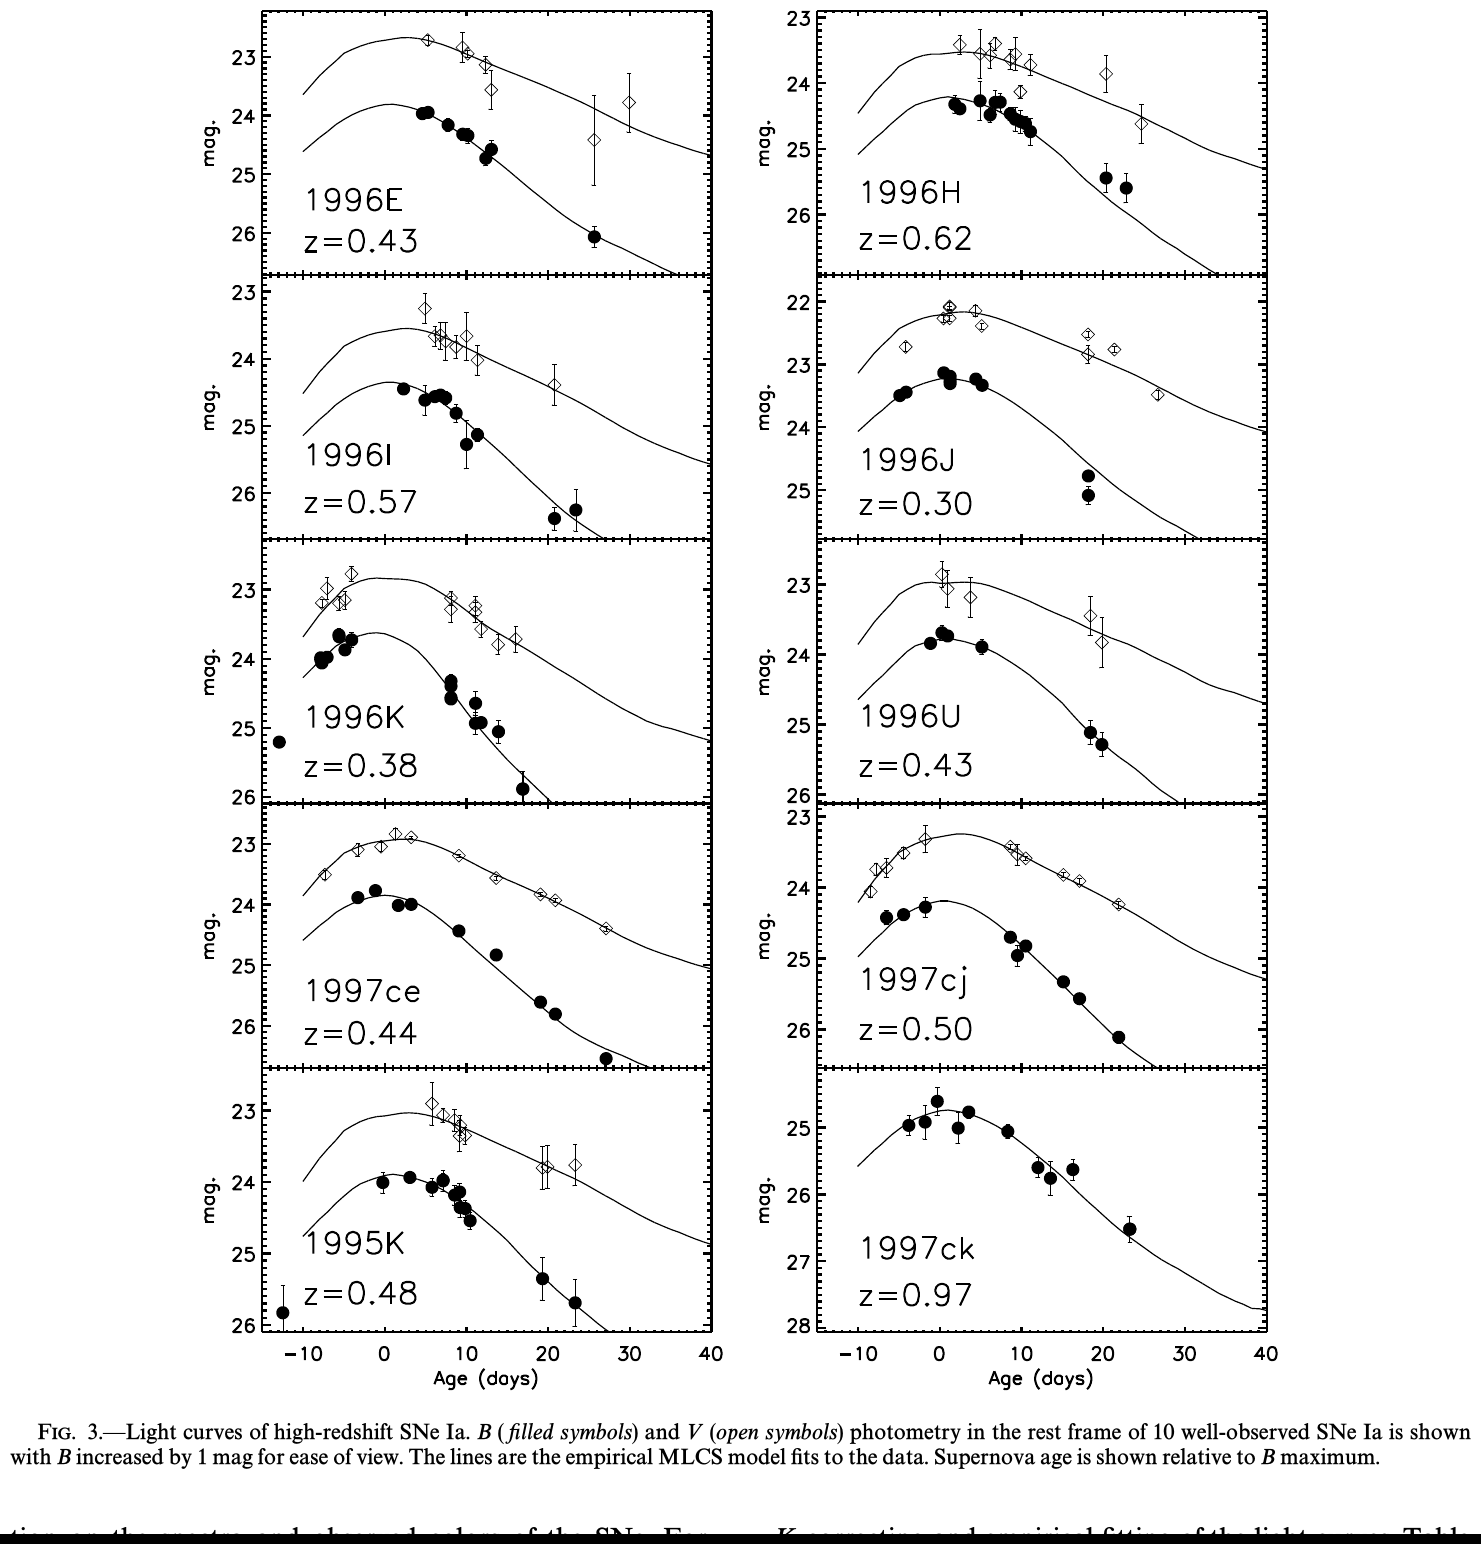 23
24
25
26
mag.
1996E
z=0.43
23
24
25
26
mag.
1996H
z=0.62
23
24
25
26
mag.
1996I
z=0.57
22
23
24
25
mag.
1996J
z=0.30
23
24
25
26
mag.
1996K
z=0.38
23
24
25
26
mag.
1996U
z=0.43
23
24
25
26
mag.
1997ce
z=0.44
23
24
25
26
mag.
1997cj
z=0.50
23
24
25
26
mag.
1995K
z=0.48
25
26
27
28
mag.
1997ck
z=0.97
−10 0 10 20 30 40
Age (days)
−10 0 10 20 30 40
Age (days)
FIG. 3.—Light curves of high-redshift SNe Ia. B (filled symbols) and V (open symbols) photometry in the rest frame of 10 well-observed SNe Ia is shown
with B increased by 1 mag for ease of view. The lines are the empirical MLCS model fits to the data. Supernova age is shown relative to B maximum.